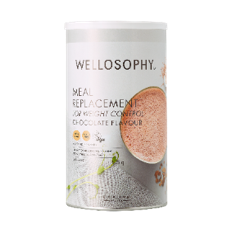 WELLOSOPHY.
MEAL
REPLACEMENT
FOR WEIGHT CONTROL
CHOCOLATE FLAVOUR